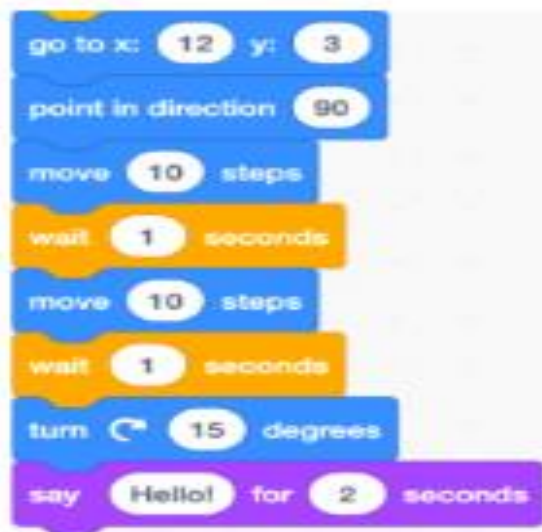 go to x: 12 y: 3
point in direction 90
move 10 steps
wait 1 seconds
move 10 steps
wait 1 seconds
turn 15 degrees
say Hello! for 2 seconds